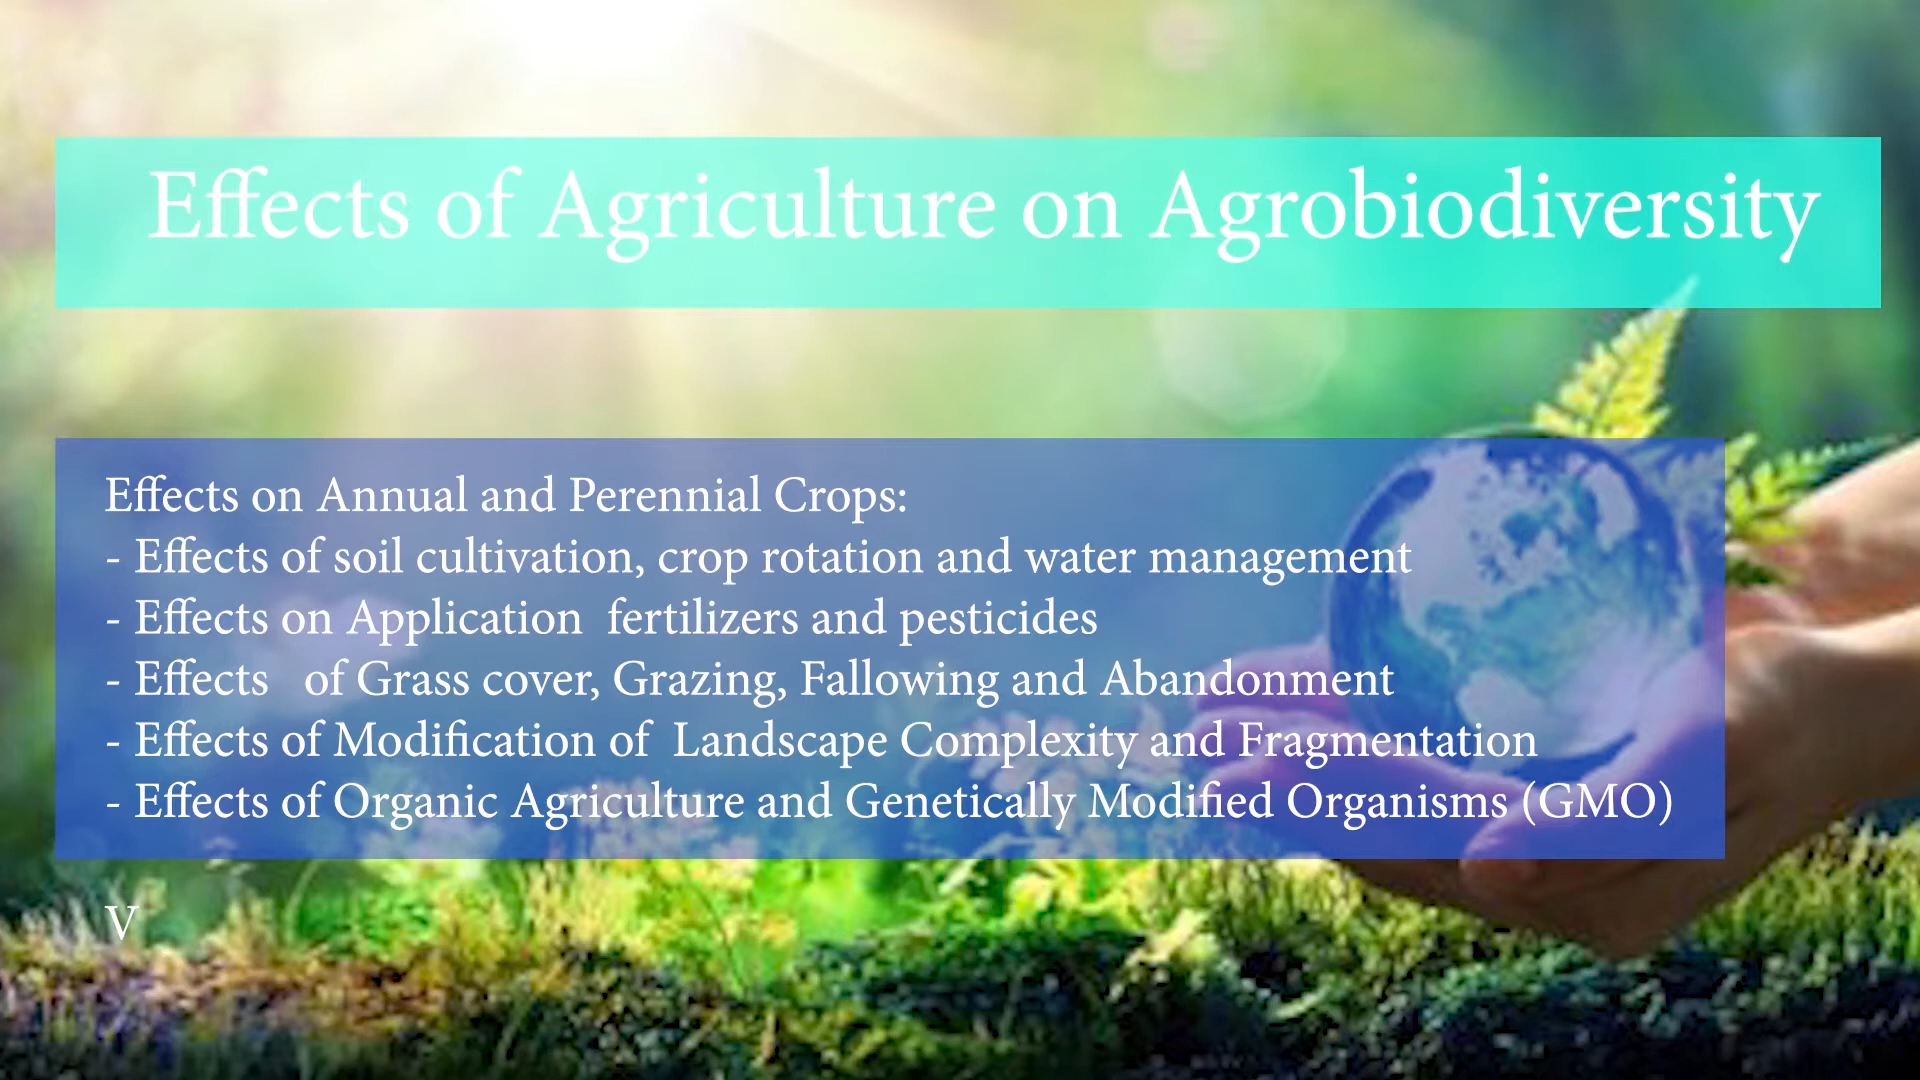 Effects of Agriculture on Agrobiodiversity
Effects on Annual and Perennial Crops:
- Effects of soil cultivation, crop rotation and water management
- Effects on Application  fertilizers and pesticides
- Effects   of Grass cover, Grazing, Fallowing and Abandonment
- Effects of Modification of  Landscape Complexity and Fragmentation
- Effects of Organic Agriculture and Genetically Modified Organisms (GMO)
V